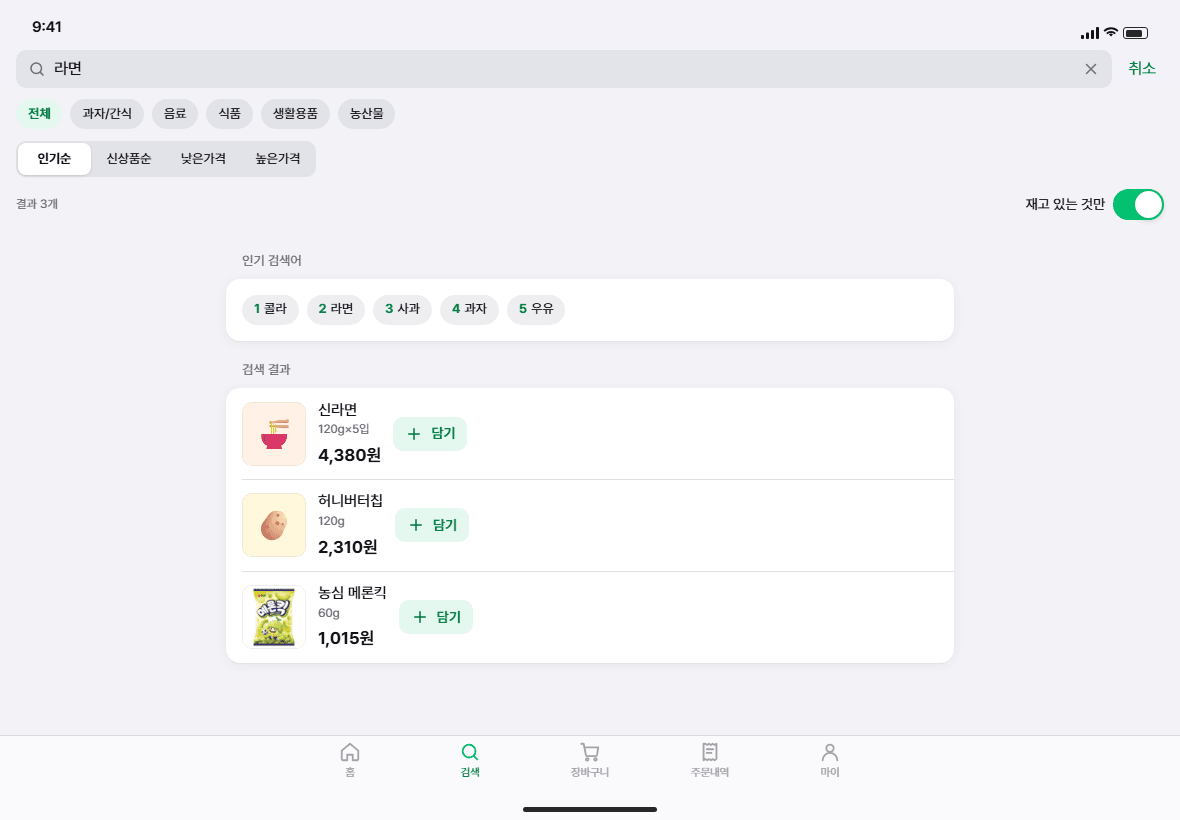 9:41
라면
취소
전체 과자/간식 음료 식품 생활용품 농산물
인기순 신상품순 낮은가격 높은가격
결과 3개
재고 있는 것만
인기 검색어
1 콜라 2 라면 3 사과 4 과자 5 우유
검색 결과
신라면
120g×5입
4,380원
담기
허니버터칩
120g
2,310원
담기
메론킥
농심 메론킥
60g
1,015원
담기
홈 검색 장바구니 주문내역 마이